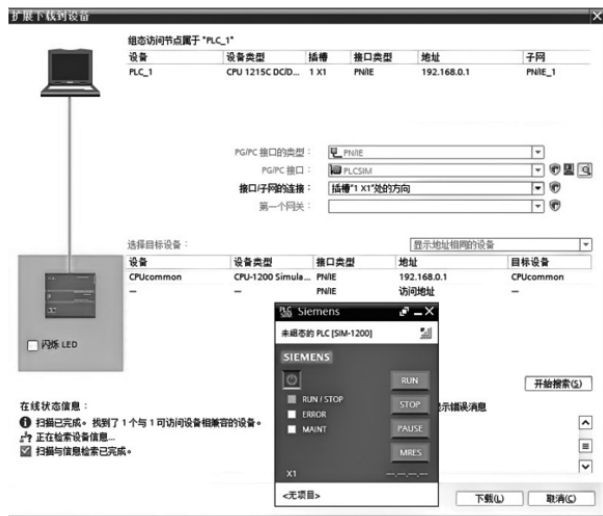 扩展下载到设备
组态访问节点属于 "PLC_1"
设备 设备类型 插槽 接口类型 地址 子网
PLC_1 CPU 1215C DC/D... 1 X1 PN/IE 192.168.0.1 PN/IE_1
PG/PC 接口的类型： PN/IE
PG/PC 接口： PLCSIM
接口/子网的连接： 插槽"1 X1"处的方向
第一个网关：
选择目标设备： 显示地址相同的设备
设备 设备类型 接口类型 地址 目标设备
CPUcommon CPU-1200 Simula... PN/IE 192.168.0.1 CPUcommon
— — PN/IE 访问地址 —
闪烁 LED
Siemens
未组态的 PLC [SIM-1200]
SIEMENS
RUN
RUN / STOP
STOP
ERROR
MAINT
PAUSE
MRES
X1 ---.---.---.---
<无项目>
开始搜索(S)
在线状态信息：
显示错误消息
扫描已完成。找到了 1 个与 1 可访问设备相兼容的设备。
正在检索设备信息...
扫描与信息检索已完成。
下载(L) 取消(C)